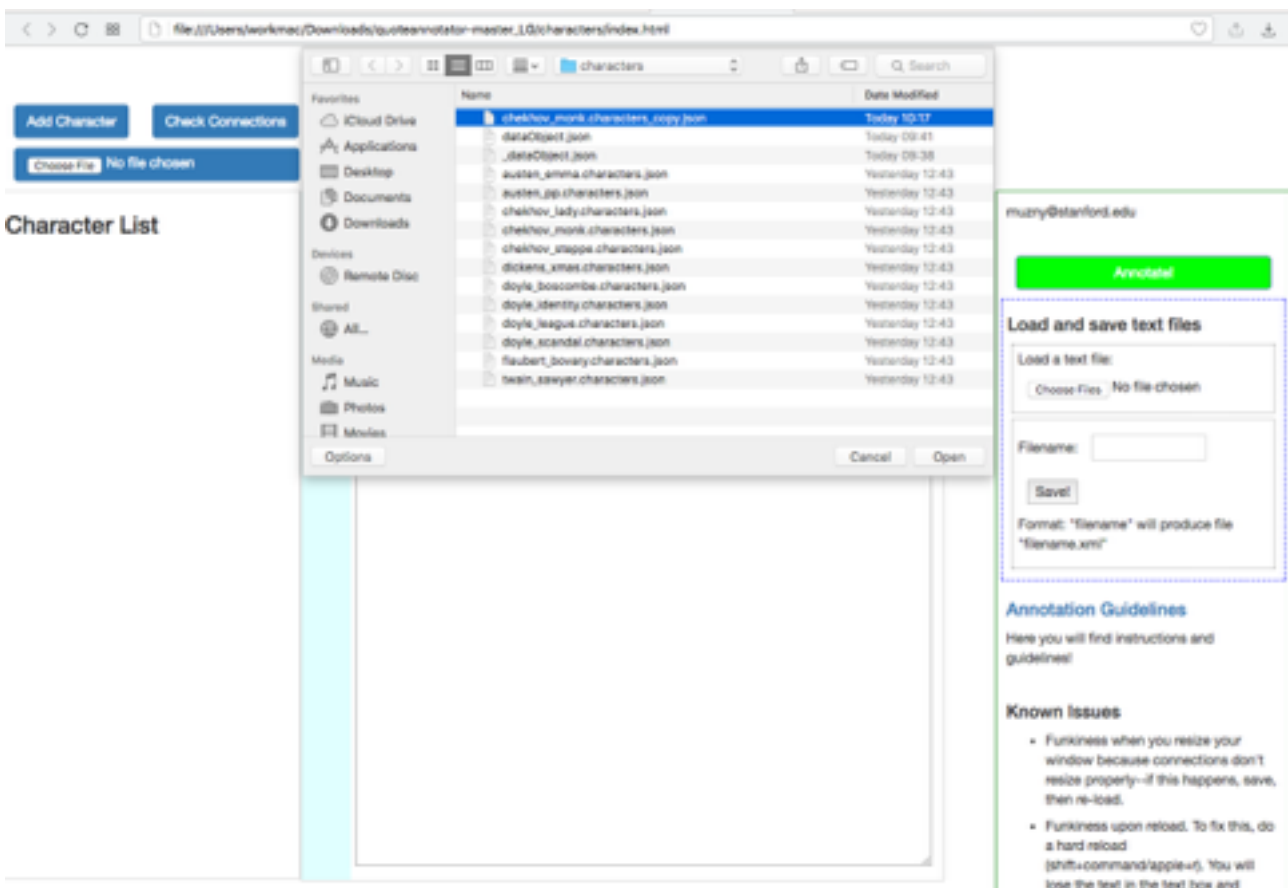 file:///Users/workmac/Downloads/quoteannotator-master_LG/characters/index.html
characters
Search
Add Character
Check Connections
Choose File No file chosen
Character List
Favorites
iCloud Drive
Applications
Desktop
Documents
Downloads
Devices
Remote Disc
Shared
All...
Media
Music
Photos
Movies
Name Date Modified
chekhov_monk.characters_copy.json Today 10:17
dataObject.json Today 09:41
_dataObject.json Today 09:38
austen_emma.characters.json Yesterday 12:43
austen_pp.characters.json Yesterday 12:43
chekhov_lady.characters.json Yesterday 12:43
chekhov_monk.characters.json Yesterday 12:43
chekhov_steppe.characters.json Yesterday 12:43
dickens_xmas.characters.json Yesterday 12:43
doyle_boscombe.characters.json Yesterday 12:43
doyle_identity.characters.json Yesterday 12:43
doyle_league.characters.json Yesterday 12:43
doyle_scandal.characters.json Yesterday 12:43
flaubert_bovary.characters.json Yesterday 12:43
twain_sawyer.characters.json Yesterday 12:43
Options
Cancel
Open
muzny@stanford.edu
Annotate!
Load and save text files
Load a text file:
Choose Files No file chosen
Filename:
Save!
Format: "filename" will produce file
"filename.xml"
Annotation Guidelines
Here you will find instructions and
guidelines!
Known Issues
• Funkiness when you resize your
window because connections don't
resize properly--if this happens, save,
then re-load.
• Funkiness upon reload. To fix this, do
a hard reload
(shift+command/apple+r). You will
lose the text in the text box and